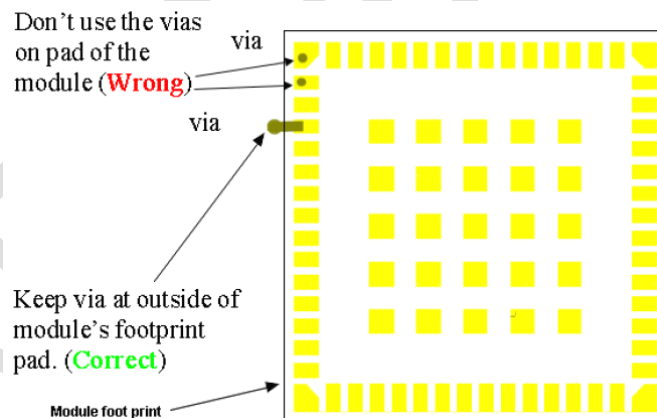 Don’t use the vias
on pad of the
module (Wrong)
via
via
Keep via at outside of
module’s footprint
pad. (Correct)
Module foot print